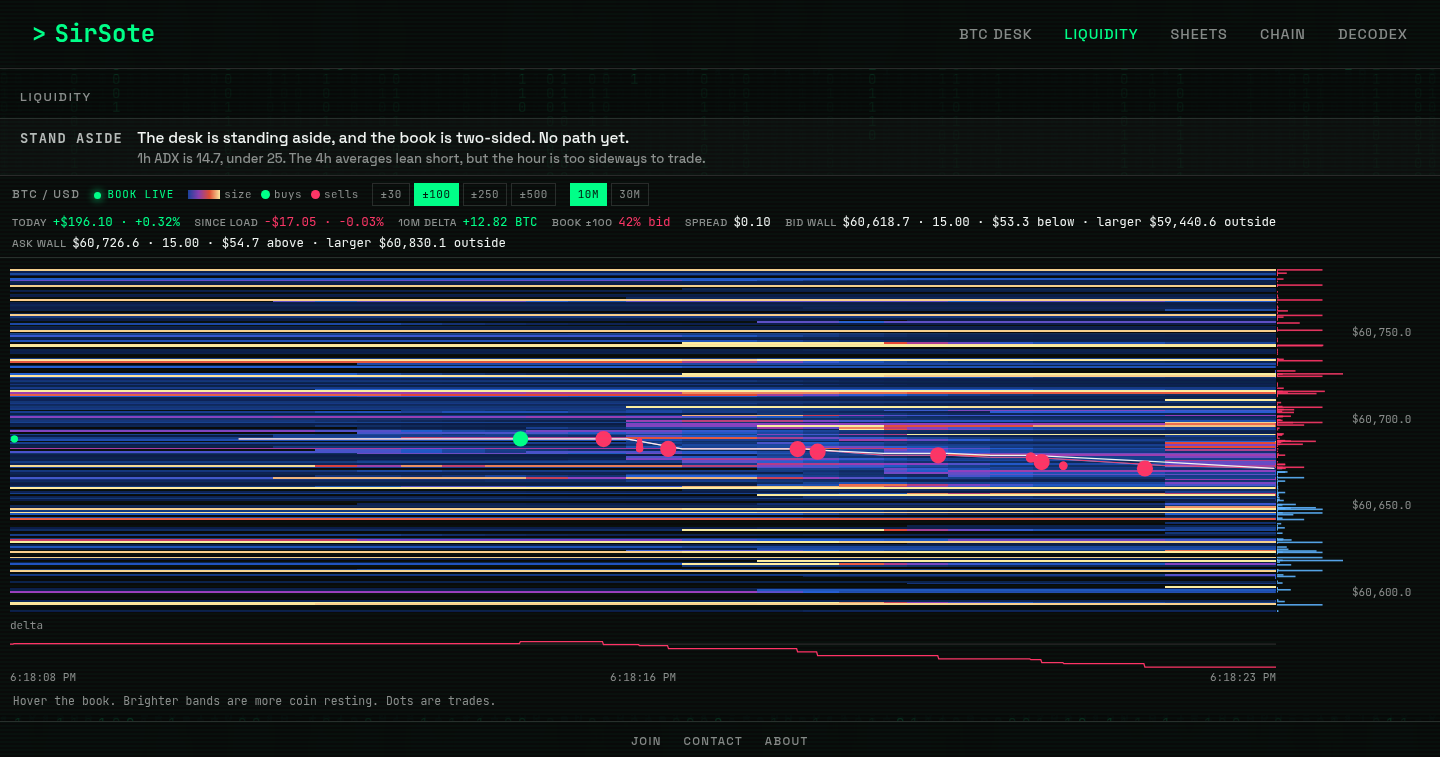 > SirSote
BTC DESK LIQUIDITY SHEETS CHAIN DECODEX
LIQUIDITY
STAND ASIDE The desk is standing aside, and the book is two-sided. No path yet.
1h ADX is 14.7, under 25. The 4h averages lean short, but the hour is too sideways to trade.
BTC / USD BOOK LIVE size buys sells ±30 ±100 ±250 ±500 10M 30M
TODAY +$196.10 · +0.32% SINCE LOAD -$17.05 · -0.03% 10M DELTA +12.82 BTC BOOK ±100 42% bid SPREAD $0.10 BID WALL $60,618.7 · 15.00 · $53.3 below · larger $59,440.6 outside
ASK WALL $60,726.6 · 15.00 · $54.7 above · larger $60,830.1 outside
$60,750.0
$60,700.0
$60,650.0
$60,600.0
delta
6:18:08 PM 6:18:16 PM 6:18:23 PM
Hover the book. Brighter bands are more coin resting. Dots are trades.
JOIN CONTACT ABOUT